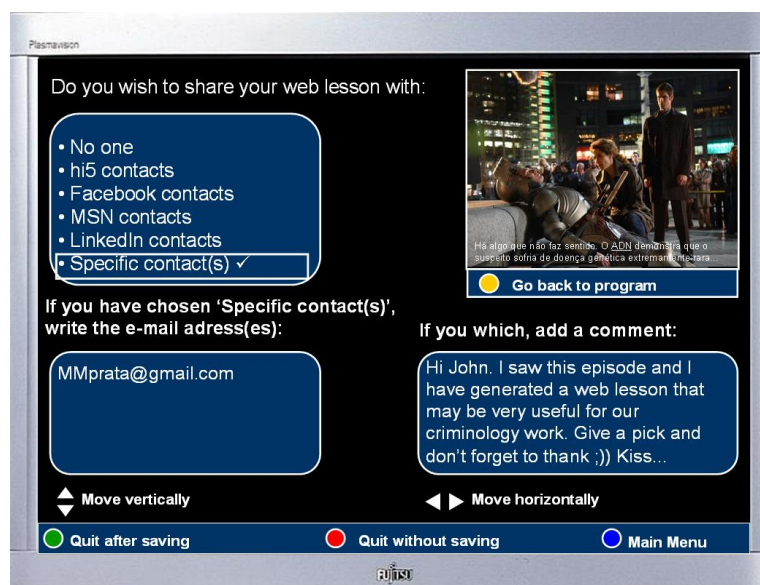 Plasmavision
Do you wish to share your web lesson with:
• No one
• hi5 contacts
• Facebook contacts
• MSN contacts
• LinkedIn contacts
• Specific contact(s) ✓
Há algo que não faz sentido. O ADN demonstra que o
suspeito sofria de doença genética extremamente rara...
Go back to program
If you have chosen ‘Specific contact(s)’,
write the e-mail adress(es):
MMprata@gmail.com
If you which, add a comment:
Hi John. I saw this episode and I
have generated a web lesson that
may be very useful for our
criminology work. Give a pick and
don’t forget to thank ;)) Kiss...
Move vertically
Move horizontally
Quit after saving
Quit without saving
Main Menu
FUJITSU